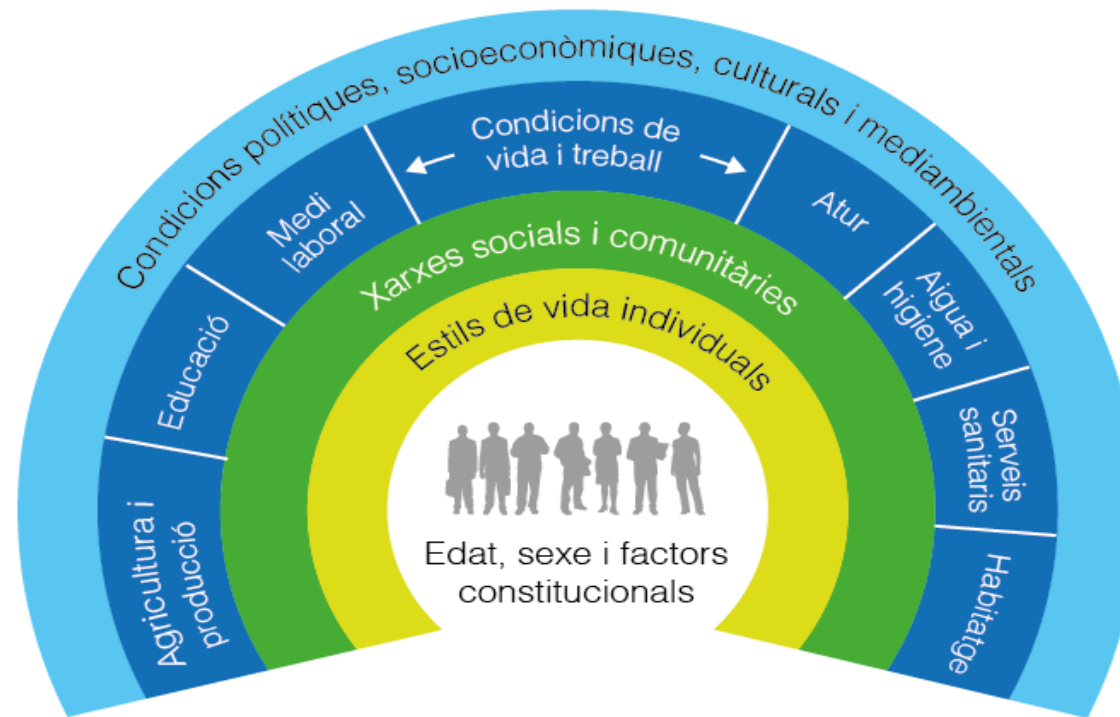 Condicions polítiques, socioeconòmiques, culturals i mediambientals
Condicions de
vida i treball
Agricultura i
producció
Educació
Medi
laboral
Atur
Aigua i
higiene
Serveis
sanitaris
Habitatge
Xarxes socials i comunitàries
Estils de vida individuals
Edat, sexe i factors
constitucionals